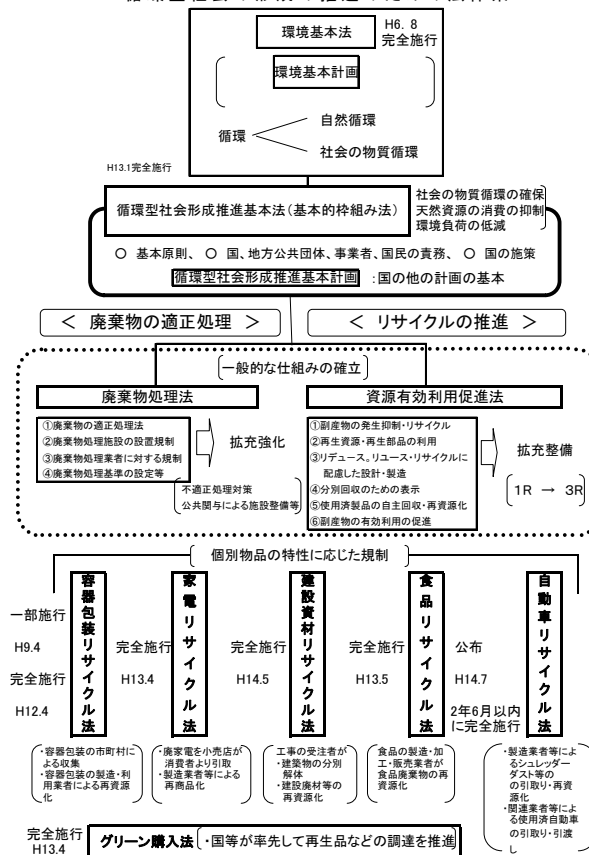 環境基本法
H6. 8
完全施行
環境基本計画
循環
自然循環
社会の物質循環
H13.1完全施行
循環型社会形成推進基本法(基本的枠組み法)
社会の物質循環の確保
天然資源の消費の抑制
環境負荷の低減
○ 基本原則、 ○ 国、地方公共団体、事業者、国民の責務、 ○ 国の施策
循環型社会形成推進基本計画 :国の他の計画の基本
< 廃棄物の適正処理 >
< リサイクルの推進 >
一般的な仕組みの確立
廃棄物処理法
①廃棄物の適正処理法
②廃棄物処理施設の設置規制
③廃棄物処理業者に対する規制
④廃棄物処理基準の設定等
拡充強化
不適正処理対策
公共関与による施設整備等
資源有効利用促進法
①副産物の発生抑制・リサイクル
②再生資源・再生部品の利用
③リデュース。リユース・リサイクルに
配慮した設計・製造
④分別回収のための表示
⑤使用済製品の自主回収・再資源化
⑥副産物の有効利用の促進
拡充整備
1R → 3R
個別物品の特性に応じた規制
一部施行
H9.4
完全施行
H12.4
容器包装リサイクル法
・容器包装の市町村に
よる収集
・容器包装の製造・利
用業者による再資源
化
完全施行
H13.4
家電リサイクル法
・廃家電を小売店が
消費者より引取
・製造業者等による
再商品化
完全施行
H14.5
建設資材リサイクル法
工事の受注者が
・建築物の分別
解体
・建設廃材等の
再資源化
完全施行
H13.5
食品リサイクル法
食品の製造・加
工・販売業者が
食品廃棄物の再
資源化
公布
H14.7
2年6月以内
に完全施行
自動車リサイクル法
・製造業者等によ
るシュレッダー
ダスト等の
の引取り・再資
源化
・関連業者等によ
る使用済自動車
の引取り・引渡
し
完全施行
H13.4
グリーン購入法
・国等が率先して再生品などの調達を推進